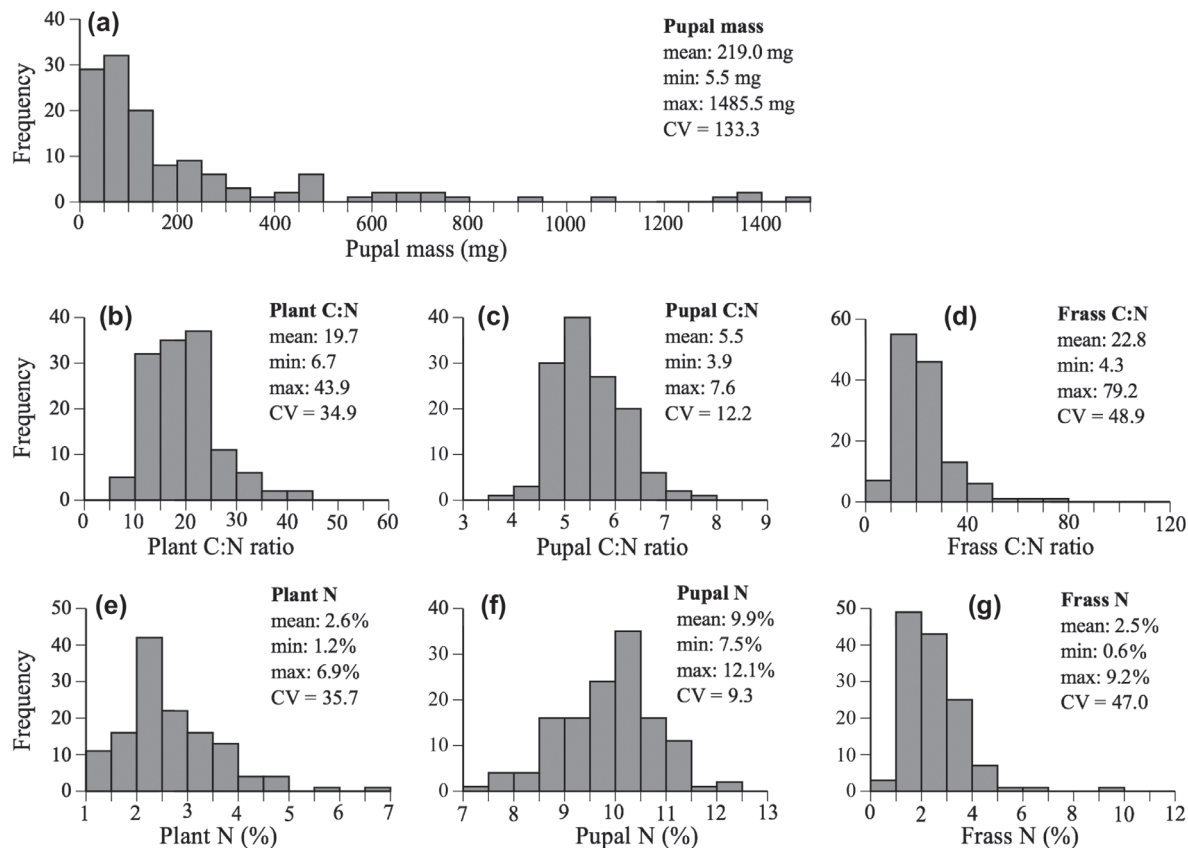 (a)
Pupal mass
mean: 219.0 mg
min: 5.5 mg
max: 1485.5 mg
CV = 133.3
Frequency
40
30
20
10
0
0 200 400 600 800 1000 1200 1400
Pupal mass (mg)
(b)
Plant C:N
mean: 19.7
min: 6.7
max: 43.9
CV = 34.9
Frequency
40
30
20
10
0
0 10 20 30 40 50 60
Plant C:N ratio
(c)
Pupal C:N
mean: 5.5
min: 3.9
max: 7.6
CV = 12.2
40
30
20
10
0
3 4 5 6 7 8 9
Pupal C:N ratio
(d)
Frass C:N
mean: 22.8
min: 4.3
max: 79.2
CV = 48.9
60
40
20
0
0 40 80 120
Frass C:N ratio
(e)
Plant N
mean: 2.6%
min: 1.2%
max: 6.9%
CV = 35.7
Frequency
50
40
30
20
10
0
1 2 3 4 5 6 7
Plant N (%)
(f)
Pupal N
mean: 9.9%
min: 7.5%
max: 12.1%
CV = 9.3
40
30
20
10
0
7 8 9 10 11 12 13
Pupal N (%)
(g)
Frass N
mean: 2.5%
min: 0.6%
max: 9.2%
CV = 47.0
50
40
30
20
10
0
0 2 4 6 8 10 12
Frass N (%)